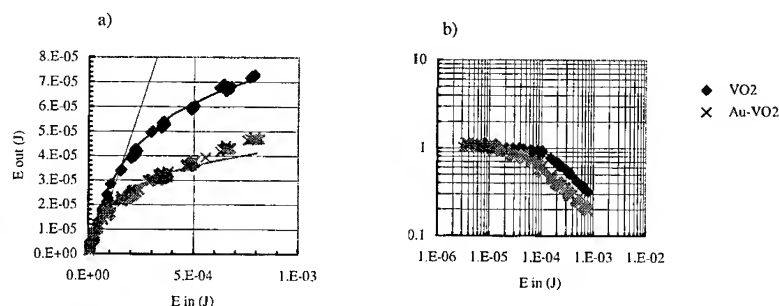 a)
E out (J)
8.E-05
7.E-05
6.E-05
5.E-05
4.E-05
3.E-05
2.E-05
1.E-05
0.E+00
0.E+00
5.E-04
1.E-03
E in (J)
b)
10
1
0.1
1.E-06
1.E-05
1.E-04
1.E-03
1.E-02
E in (J)
VO2
Au-VO2